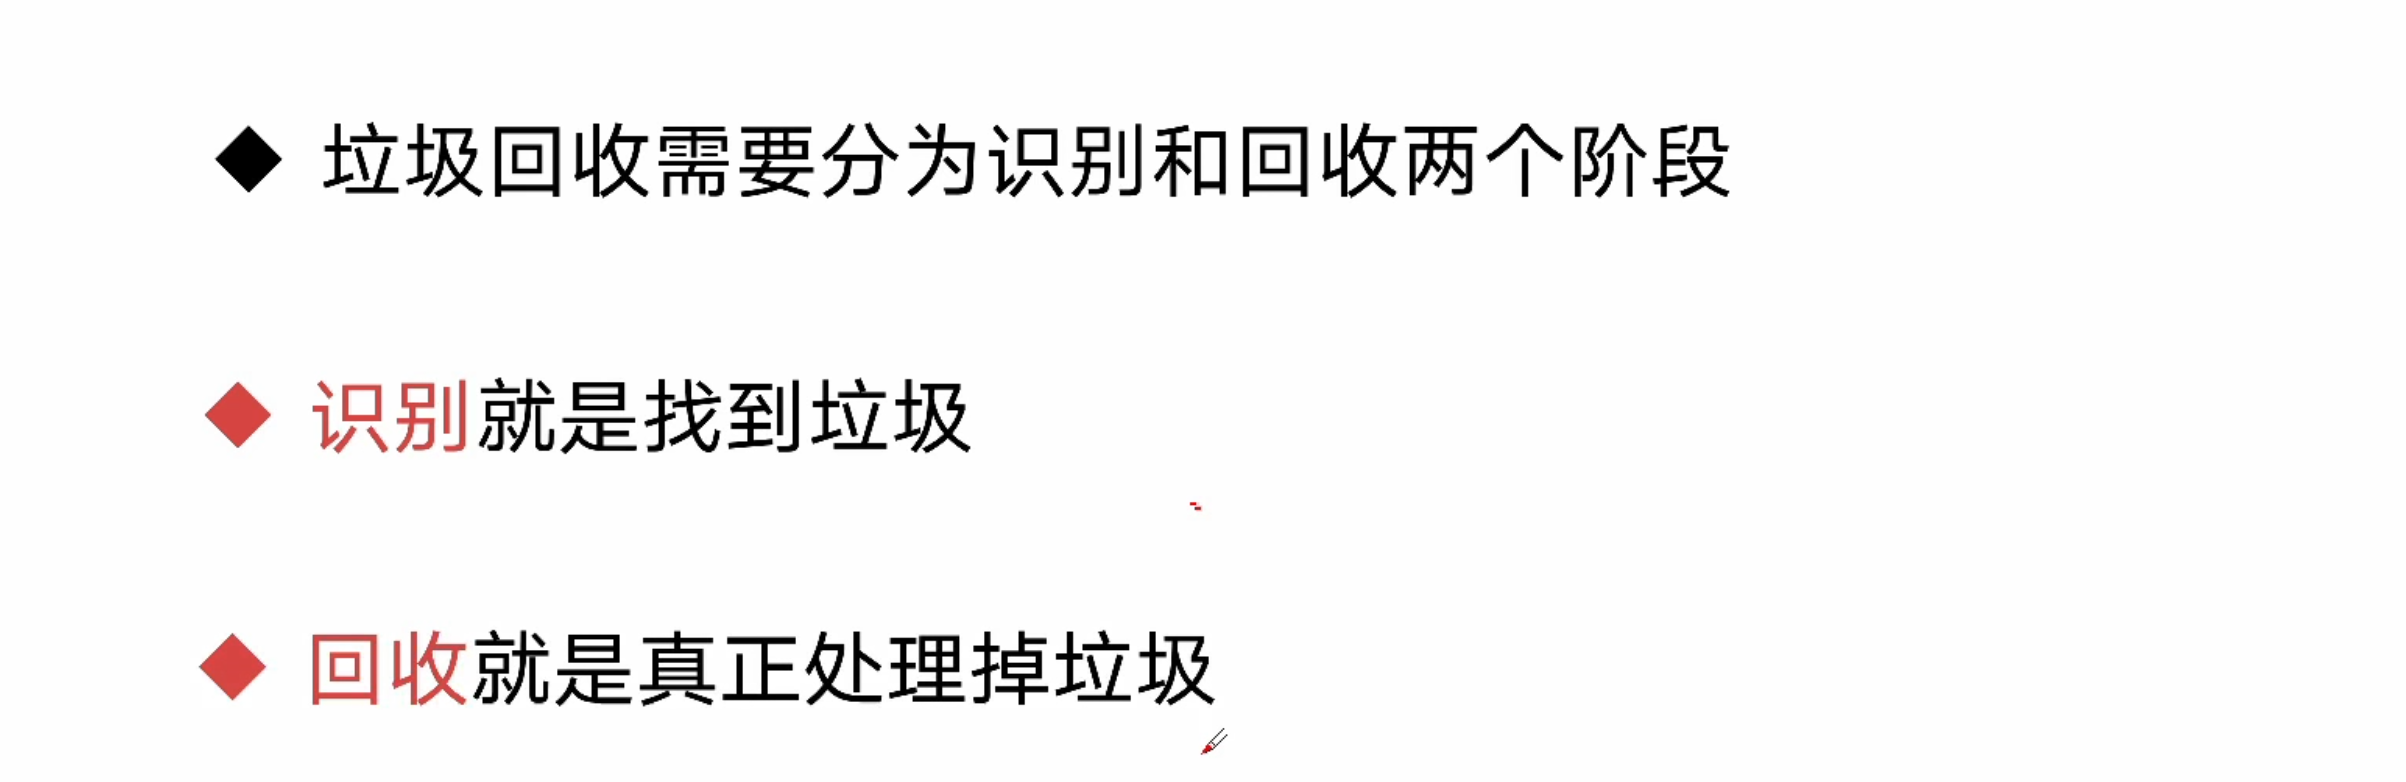 垃圾回收需要分为识别和回收两个阶段
识别就是找到垃圾
回收就是真正处理掉垃圾